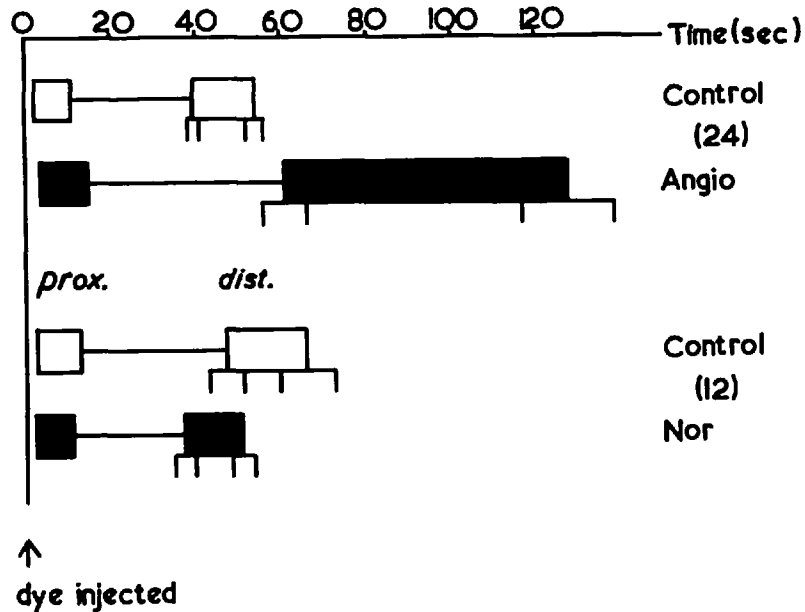 0 20 40 60 80 100 120 Time(sec)
Control
(24)
Angio
prox. dist.
Control
(12)
Nor
↑
dye injected